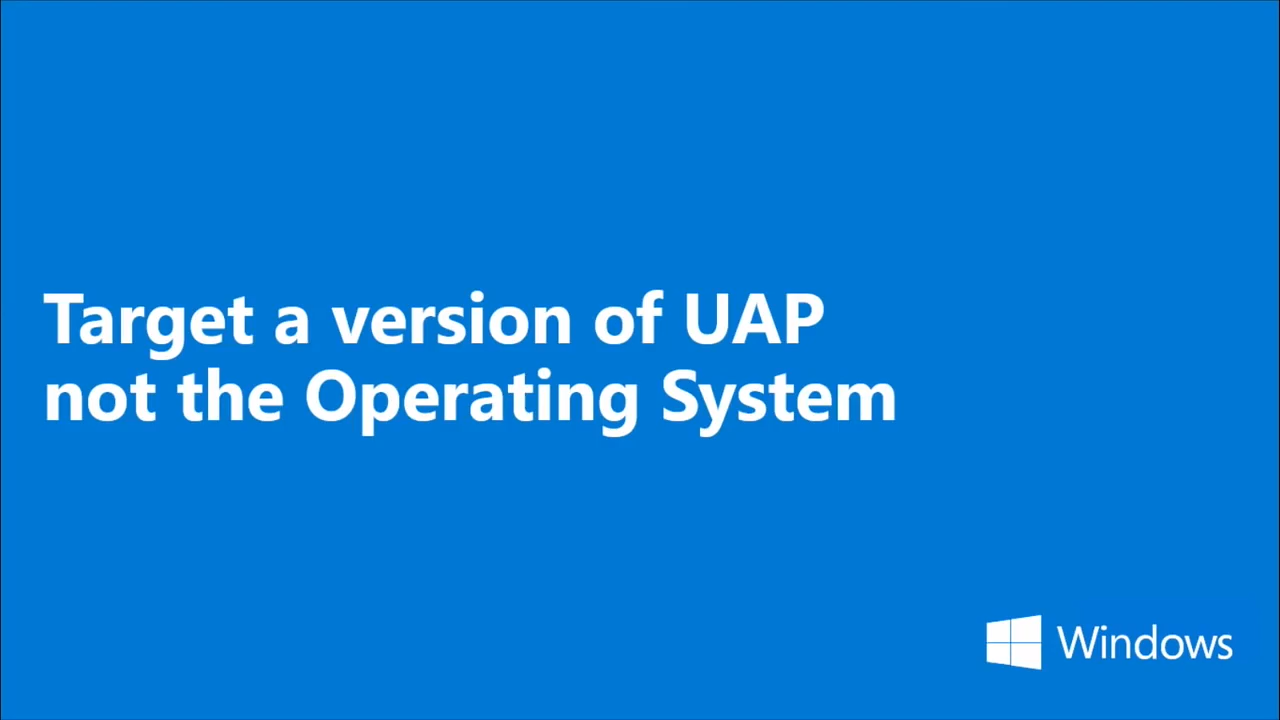 Target a version of UAP
not the Operating System
Windows